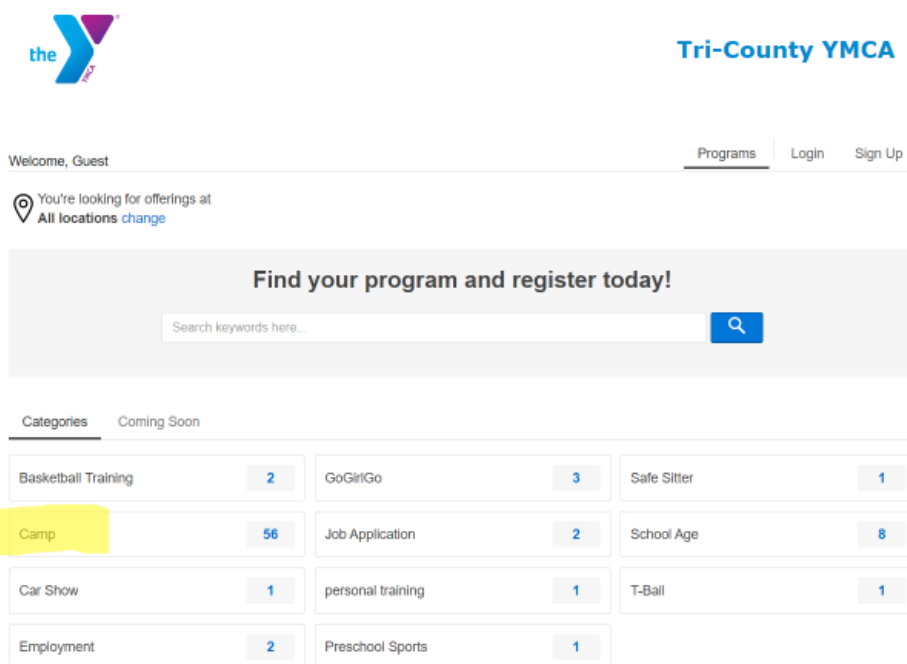 the
YMCA
Tri-County YMCA
Welcome, Guest
Programs Login Sign Up
You're looking for offerings at
All locations change
Find your program and register today!
Search keywords here...
Categories Coming Soon
Basketball Training 2 GoGirlGo 3 Safe Sitter 1
Camp 56 Job Application 2 School Age 8
Car Show 1 personal training 1 T-Ball 1
Employment 2 Preschool Sports 1